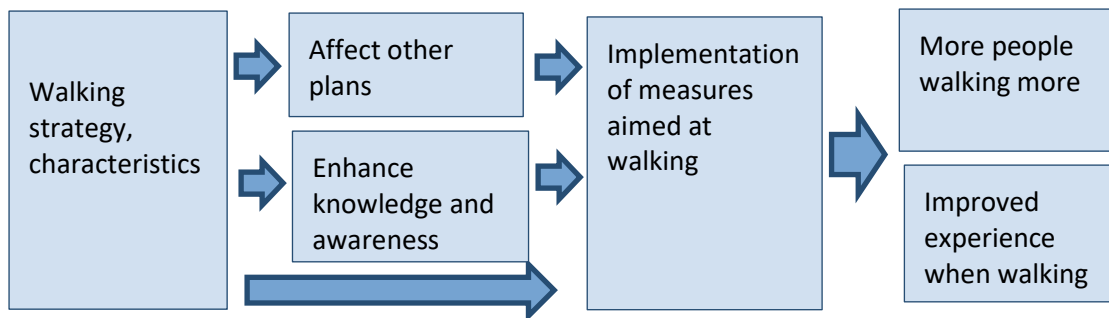 Walking
strategy,
characteristics
Affect other
plans
Enhance
knowledge and
awareness
Implementation
of measures
aimed at
walking
More people
walking more
Improved
experience
when walking